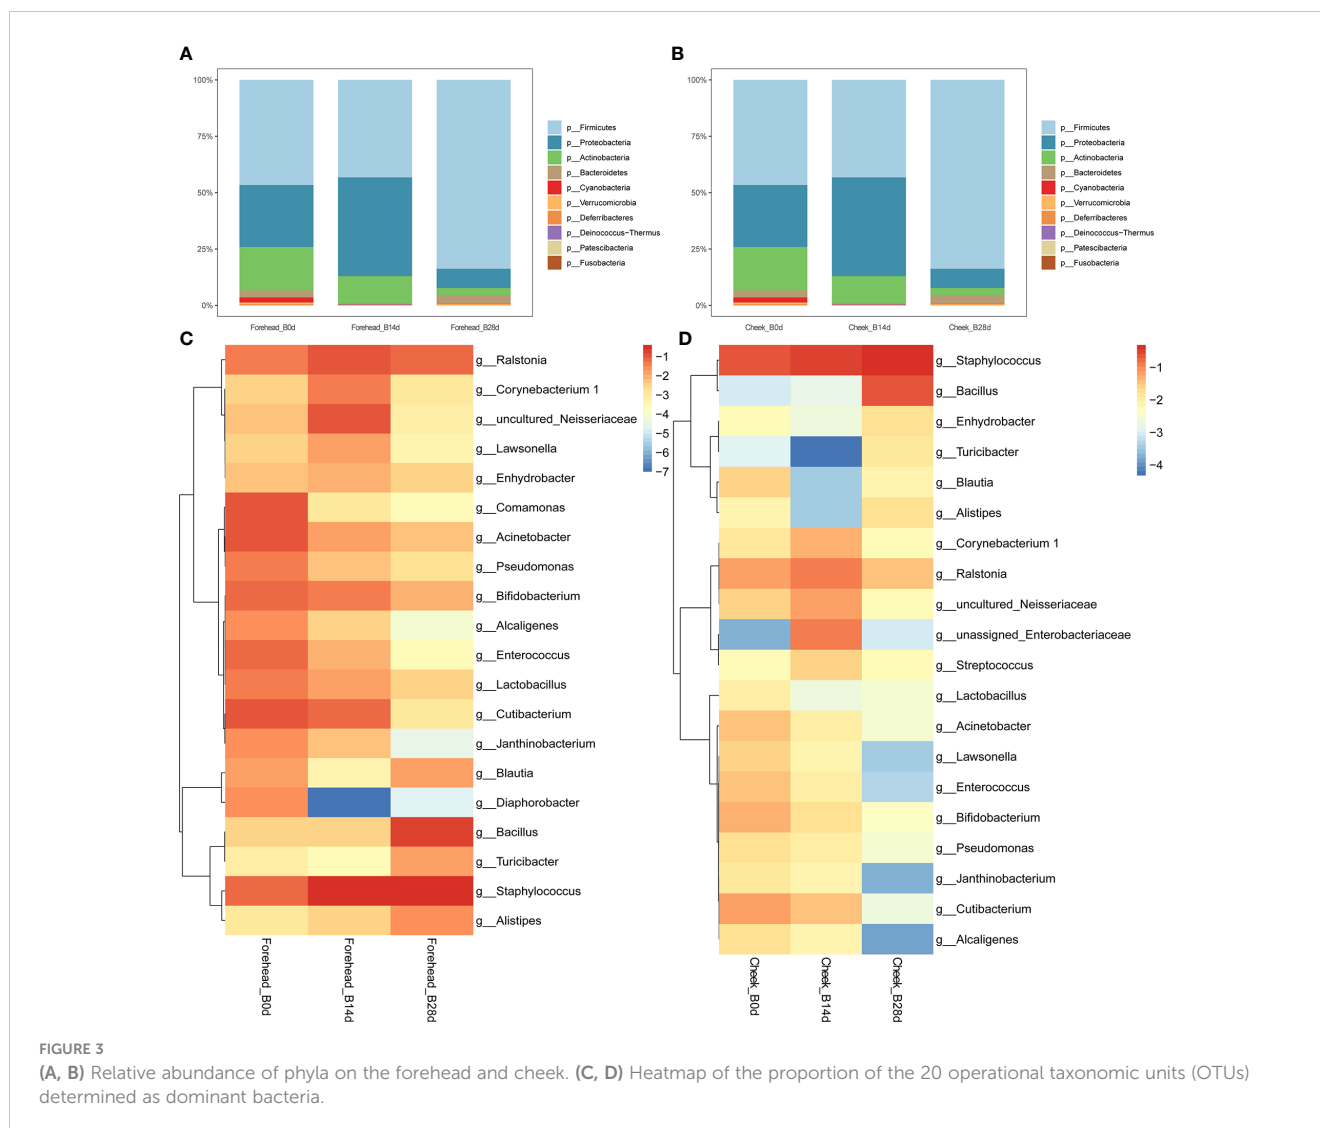 A
100%
75%
50%
25%
0%
Forehead_B0d
Forehead_B14d
Forehead_B28d
p__Firmicutes
p__Proteobacteria
p__Actinobacteria
p__Bacteroidetes
p__Cyanobacteria
p__Verrucomicrobia
p__Deferribacteres
p__Deinococcus-Thermus
p__Patescibacteria
p__Fusobacteria
B
100%
75%
50%
25%
0%
Cheek_B0d
Cheek_B14d
Cheek_B28d
p__Firmicutes
p__Proteobacteria
p__Actinobacteria
p__Bacteroidetes
p__Cyanobacteria
p__Verrucomicrobia
p__Deferribacteres
p__Deinococcus-Thermus
p__Patescibacteria
p__Fusobacteria
C
g__Ralstonia
g__Corynebacterium 1
g__uncultured_Neisseriaceae
g__Lawsonella
g__Enhydrobacter
g__Comamonas
g__Acinetobacter
g__Pseudomonas
g__Bifidobacterium
g__Alcaligenes
g__Enterococcus
g__Lactobacillus
g__Cutibacterium
g__Janthinobacterium
g__Blautia
g__Diaphorobacter
g__Bacillus
g__Turicibacter
g__Staphylococcus
g__Alistipes
Forehead_B0d
Forehead_B14d
Forehead_B28d
−1
−2
−3
−4
−5
−6
−7
D
g__Staphylococcus
g__Bacillus
g__Enhydrobacter
g__Turicibacter
g__Blautia
g__Alistipes
g__Corynebacterium 1
g__Ralstonia
g__uncultured_Neisseriaceae
g__unassigned_Enterobacteriaceae
g__Streptococcus
g__Lactobacillus
g__Acinetobacter
g__Lawsonella
g__Enterococcus
g__Bifidobacterium
g__Pseudomonas
g__Janthinobacterium
g__Cutibacterium
g__Alcaligenes
Cheek_B0d
Cheek_B14d
Cheek_B28d
−1
−2
−3
−4
FIGURE 3
(A, B) Relative abundance of phyla on the forehead and cheek. (C, D) Heatmap of the proportion of the 20 operational taxonomic units (OTUs)
determined as dominant bacteria.